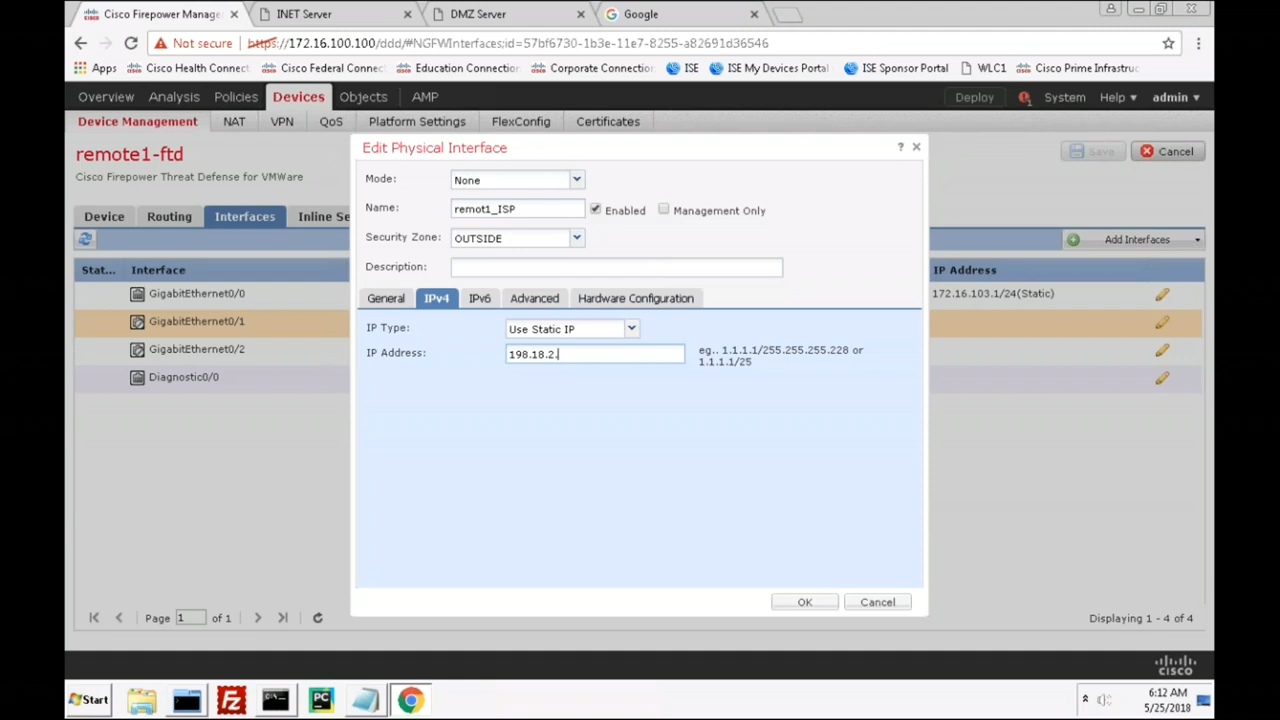 Cisco Firepower Manage
INET Server
DMZ Server
Google
Not secure https://172.16.100.100/ddd/#NGFWInterfaces;id=57bf6730-1b3e-11e7-8255-a82691d36546
Apps Cisco Health Connect Cisco Federal Connec Education Connection Corporate Connection ISE ISE My Devices Portal ISE Sponsor Portal WLC1 Cisco Prime Infrastruc
Overview Analysis Policies Devices Objects AMP Deploy System Help admin
Device Management NAT VPN QoS Platform Settings FlexConfig Certificates
remote1-ftd
Cisco Firepower Threat Defense for VMWare
Save Cancel
Device Routing Interfaces Inline Se
Add Interfaces
Stat... Interface IP Address
GigabitEthernet0/0 172.16.103.1/24(Static)
GigabitEthernet0/1
GigabitEthernet0/2
Diagnostic0/0
Edit Physical Interface ?
Mode: None
Name: remot1_ISP Enabled Management Only
Security Zone: OUTSIDE
Description:
General IPv4 IPv6 Advanced Hardware Configuration
IP Type: Use Static IP
IP Address: 198.18.2. eg.. 1.1.1.1/255.255.255.228 or
1.1.1.1/25
OK Cancel
Page 1 of 1 Displaying 1 - 4 of 4
CISCO
Start PC 6:12 AM
5/25/2018